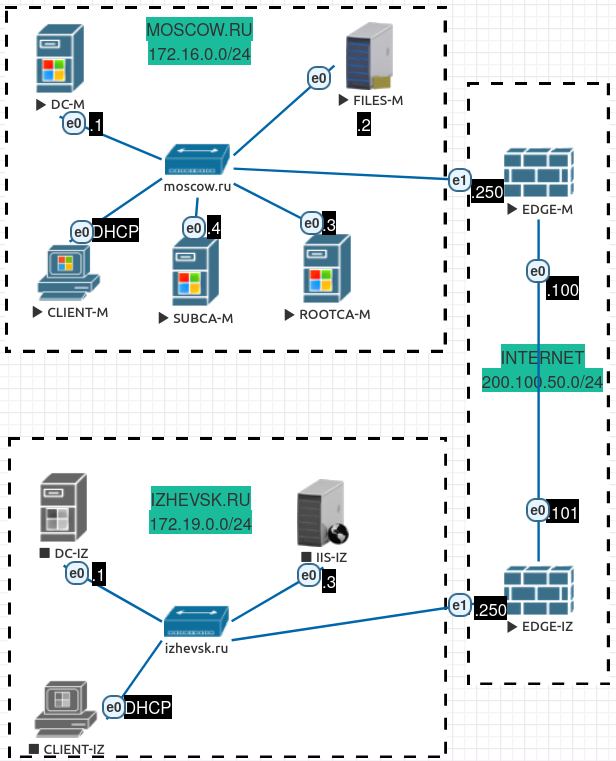 MOSCOW.RU
172.16.0.0/24
DC-M
e0
.1
e0
FILES-M
.2
moscow.ru
e1
.250
EDGE-M
e0
DHCP
e0
.4
e0
.3
CLIENT-M
SUBCA-M
ROOTCA-M
e0
.100
INTERNET
200.100.50.0/24
IZHEVSK.RU
172.19.0.0/24
e0
.101
DC-IZ
e0
.1
IIS-IZ
e0
.3
izhevsk.ru
e1
.250
EDGE-IZ
e0
DHCP
CLIENT-IZ